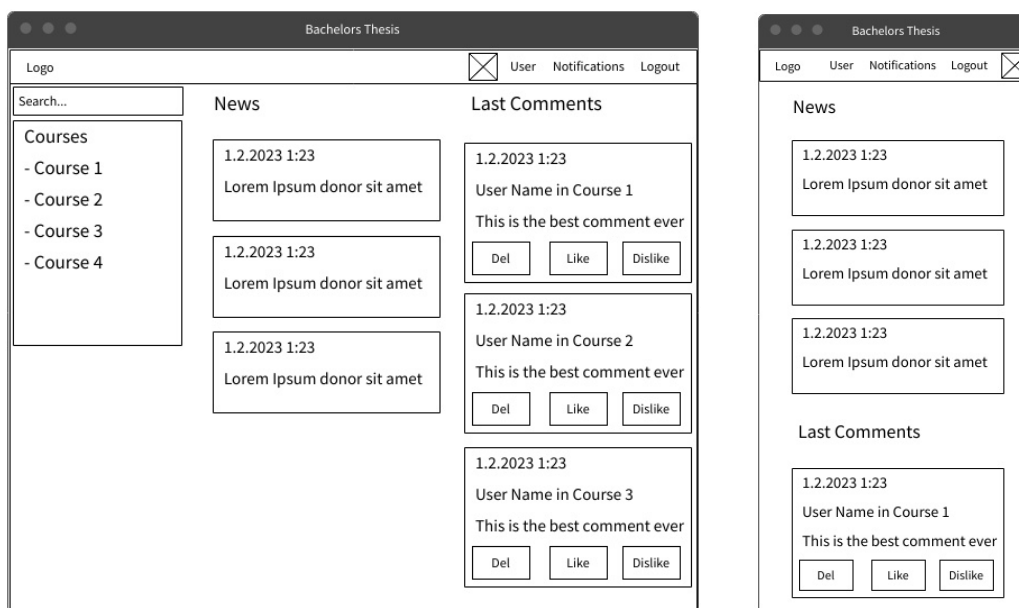 Bachelors Thesis
Logo
User Notifications Logout
Search...
Courses
- Course 1
- Course 2
- Course 3
- Course 4
News
1.2.2023 1:23
Lorem Ipsum donor sit amet
1.2.2023 1:23
Lorem Ipsum donor sit amet
1.2.2023 1:23
Lorem Ipsum donor sit amet
Last Comments
1.2.2023 1:23
User Name in Course 1
This is the best comment ever
Del Like Dislike
1.2.2023 1:23
User Name in Course 2
This is the best comment ever
Del Like Dislike
1.2.2023 1:23
User Name in Course 3
This is the best comment ever
Del Like Dislike
Bachelors Thesis
Logo User Notifications Logout
News
1.2.2023 1:23
Lorem Ipsum donor sit amet
1.2.2023 1:23
Lorem Ipsum donor sit amet
1.2.2023 1:23
Lorem Ipsum donor sit amet
Last Comments
1.2.2023 1:23
User Name in Course 1
This is the best comment ever
Del Like Dislike